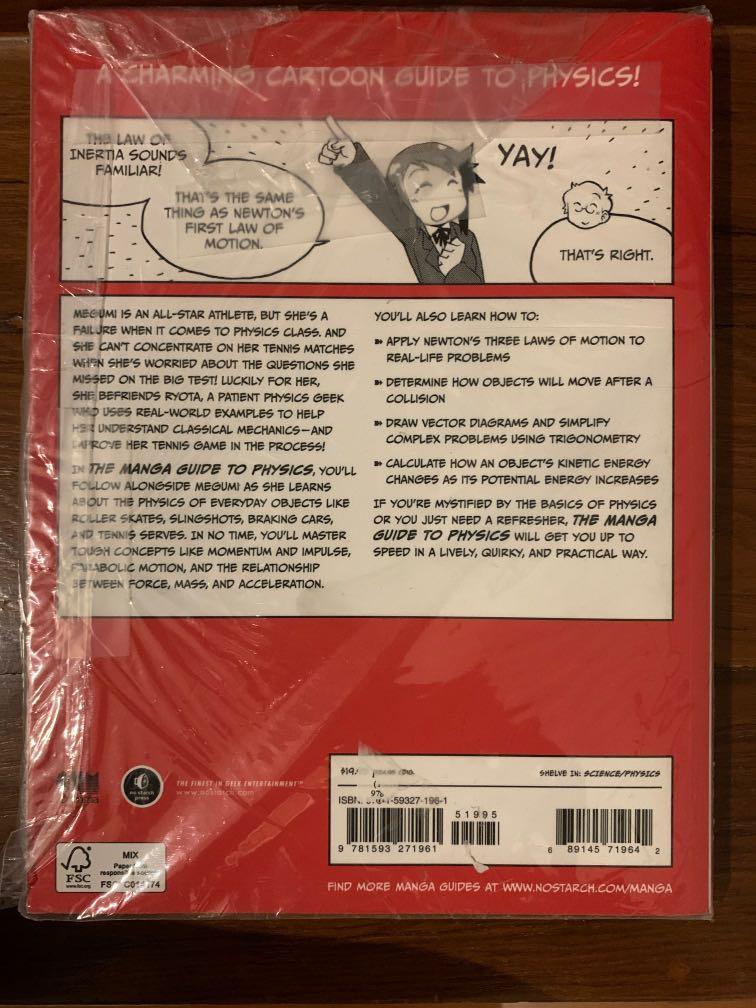 A CHARMING CARTOON GUIDE TO PHYSICS!
THE LAW OF
INERTIA SOUNDS
FAMILIAR!
THAT'S THE SAME
THING AS NEWTON'S
FIRST LAW OF
MOTION.
YAY!
THAT'S RIGHT.
MEGUMI IS AN ALL-STAR ATHLETE, BUT SHE'S A
FAILURE WHEN IT COMES TO PHYSICS CLASS. AND
SHE CAN'T CONCENTRATE ON HER TENNIS MATCHES
WHEN SHE'S WORRIED ABOUT THE QUESTIONS SHE
MISSED ON THE BIG TEST! LUCKILY FOR HER,
SHE BEFRIENDS RYOTA, A PATIENT PHYSICS GEEK
WHO USES REAL-WORLD EXAMPLES TO HELP
HER UNDERSTAND CLASSICAL MECHANICS—AND
IMPROVE HER TENNIS GAME IN THE PROCESS!
IN THE MANGA GUIDE TO PHYSICS, YOU'LL
FOLLOW ALONGSIDE MEGUMI AS SHE LEARNS
ABOUT THE PHYSICS OF EVERYDAY OBJECTS LIKE
ROLLER SKATES, SLINGSHOTS, BRAKING CARS,
AND TENNIS SERVES. IN NO TIME, YOU'LL MASTER
TOUGH CONCEPTS LIKE MOMENTUM AND IMPULSE,
PARABOLIC MOTION, AND THE RELATIONSHIP
BETWEEN FORCE, MASS, AND ACCELERATION.
YOU'LL ALSO LEARN HOW TO:
APPLY NEWTON'S THREE LAWS OF MOTION TO
REAL-LIFE PROBLEMS
DETERMINE HOW OBJECTS WILL MOVE AFTER A
COLLISION
DRAW VECTOR DIAGRAMS AND SIMPLIFY
COMPLEX PROBLEMS USING TRIGONOMETRY
CALCULATE HOW AN OBJECT'S KINETIC ENERGY
CHANGES AS ITS POTENTIAL ENERGY INCREASES
IF YOU'RE MYSTIFIED BY THE BASICS OF PHYSICS
OR YOU JUST NEED A REFRESHER, THE MANGA
GUIDE TO PHYSICS WILL GET YOU UP TO
SPEED IN A LIVELY, QUIRKY, AND PRACTICAL WAY.
no starch
press
THE FINEST IN GEEK ENTERTAINMENT™
www.nostarch.com
SHELVE IN: SCIENCE/PHYSICS
ISBN:
51995
9 781593 271961
6 89145 71964 2
FSC
www.fsc.org
MIX
FIND MORE MANGA GUIDES AT WWW.NOSTARCH.COM/MANGA